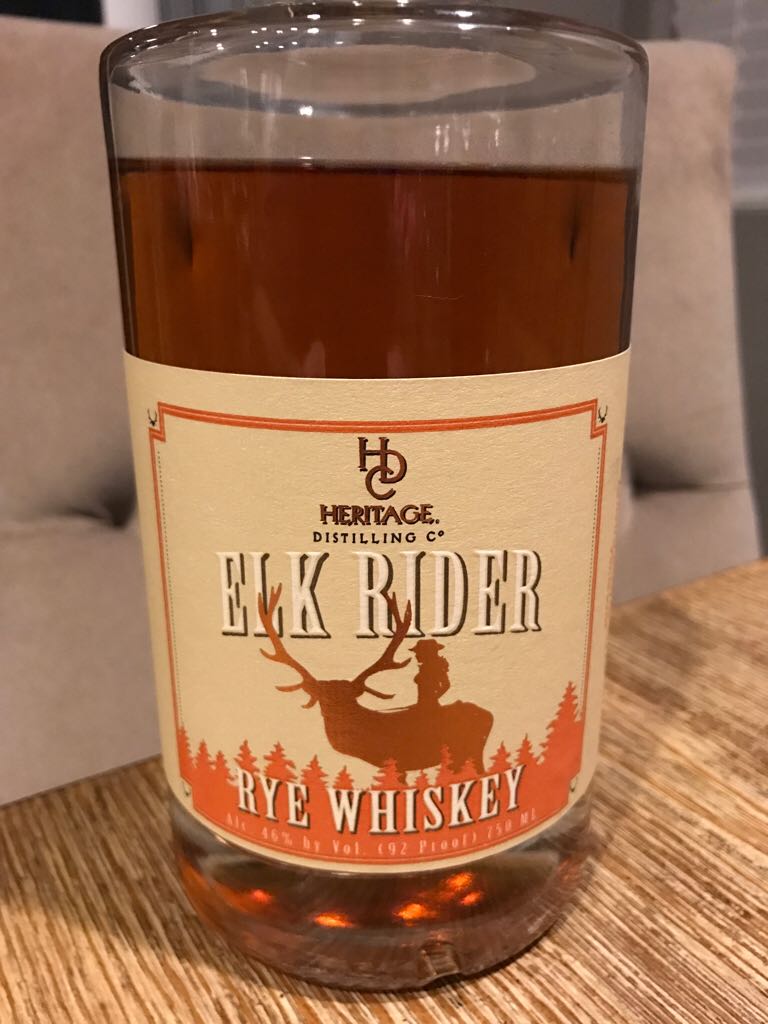 HDC
HERITAGE
DISTILLING Cº
ELK RIDER
RYE WHISKEY
Alc 46% by Vol. (92 Proof) 750 ML